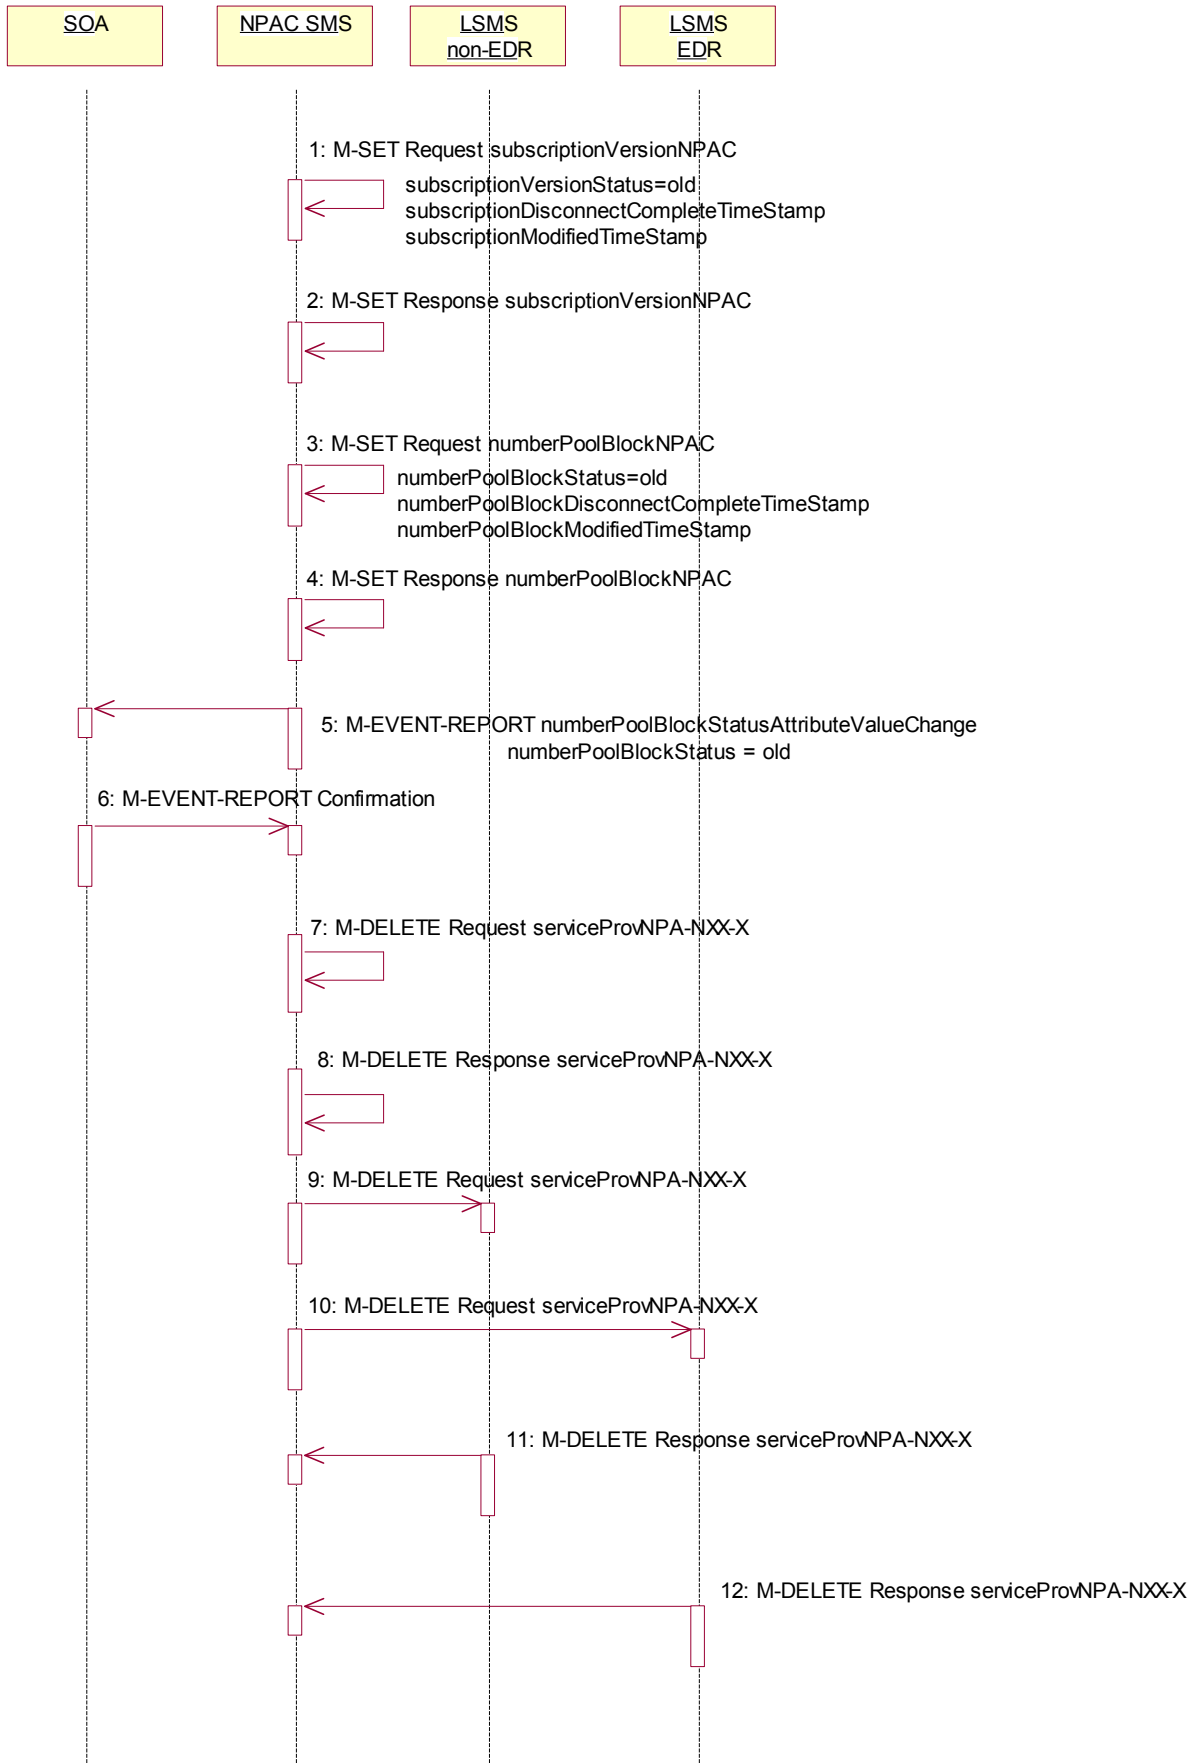 SOA
NPAC SMS
LSMS
non-EDR
LSMS
EDR
1: M-SET Request subscriptionVersionNPAC
subscriptionVersionStatus=old
subscriptionDisconnectCompleteTimeStamp
subscriptionModifiedTimeStamp
2: M-SET Response subscriptionVersionNPAC
3: M-SET Request numberPoolBlockNPAC
numberPoolBlockStatus=old
numberPoolBlockDisconnectCompleteTimeStamp
numberPoolBlockModifiedTimeStamp
4: M-SET Response numberPoolBlockNPAC
5: M-EVENT-REPORT numberPoolBlockStatusAttributeValueChange
numberPoolBlockStatus = old
6: M-EVENT-REPORT Confirmation
7: M-DELETE Request serviceProvNPA-NXX-X
8: M-DELETE Response serviceProvNPA-NXX-X
9: M-DELETE Request serviceProvNPA-NXX-X
10: M-DELETE Request serviceProvNPA-NXX-X
11: M-DELETE Response serviceProvNPA-NXX-X
12: M-DELETE Response serviceProvNPA-NXX-X